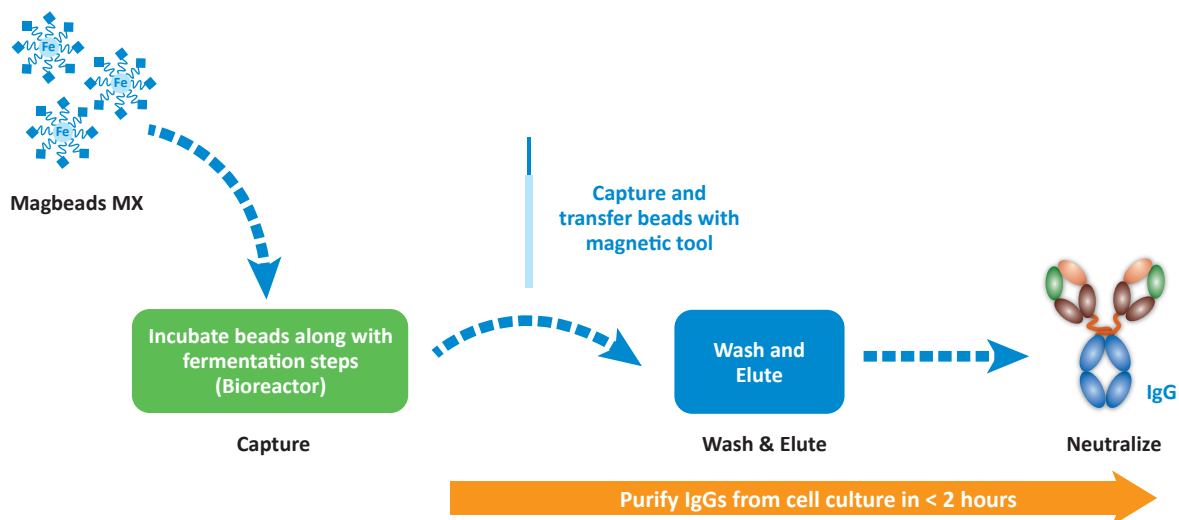 Fe
Fe
Fe
Magbeads MX
Capture and
transfer beads with
magnetic tool
Incubate beads along with
fermentation steps
(Bioreactor)
Wash and
Elute
IgG
Capture
Wash & Elute
Neutralize
Purify IgGs from cell culture in < 2 hours